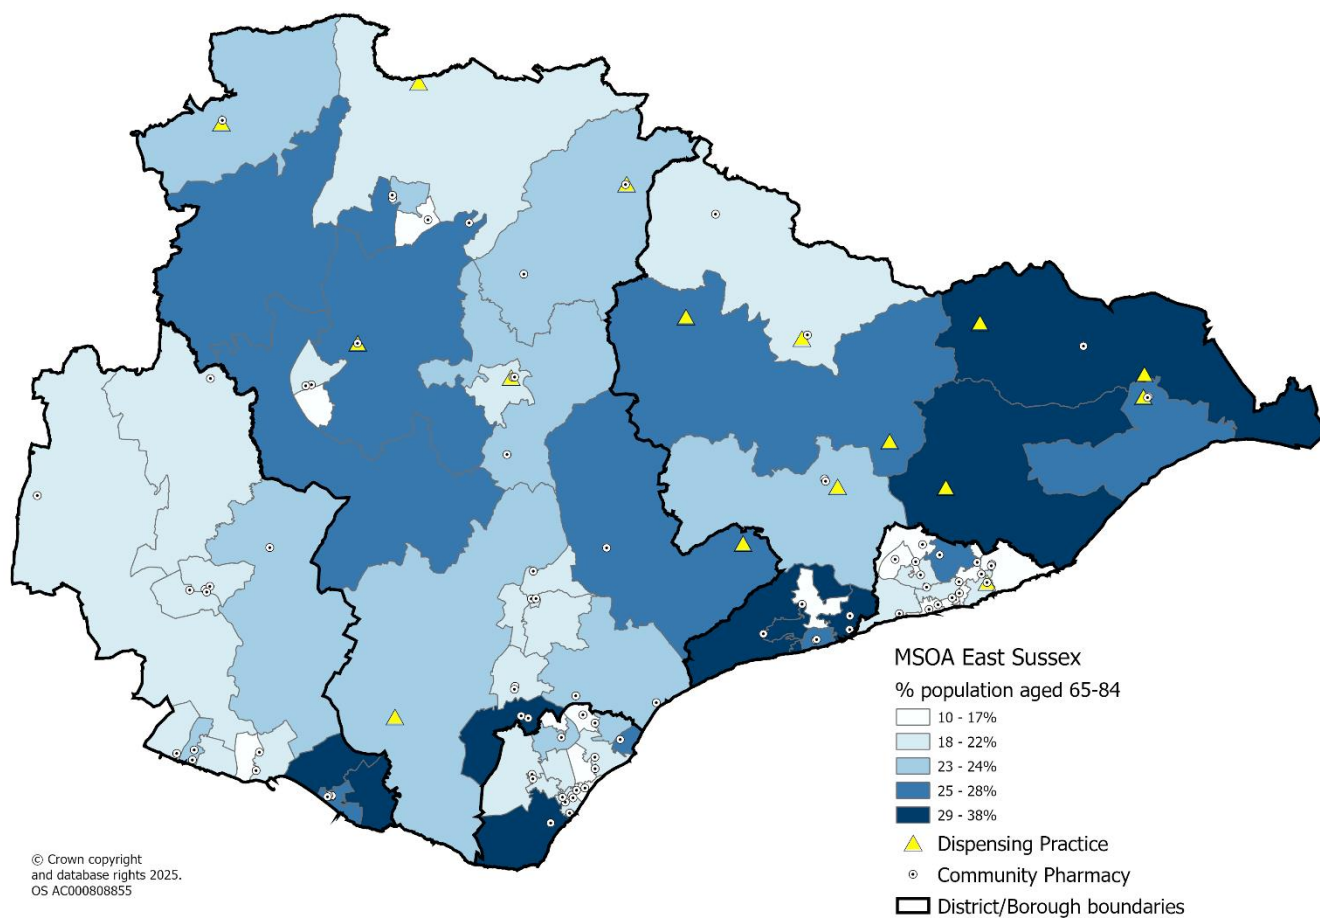 MSOA East Sussex
% population aged 65-84
10 - 17%
18 - 22%
23 - 24%
25 - 28%
29 - 38%
Dispensing Practice
Community Pharmacy
District/Borough boundaries
© Crown copyright
and database rights 2025.
OS AC000808855